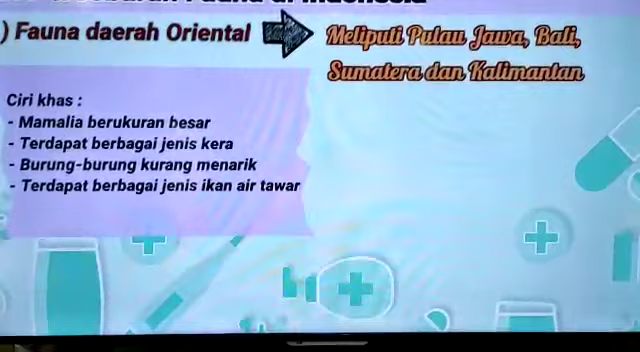 ) Fauna daerah Oriental
Meliputi Pulau Jawa, Bali,
Sumatera dan Kalimantan
Ciri khas :
- Mamalia berukuran besar
- Terdapat berbagai jenis kera
- Burung-burung kurang menarik
- Terdapat berbagai jenis ikan air tawar